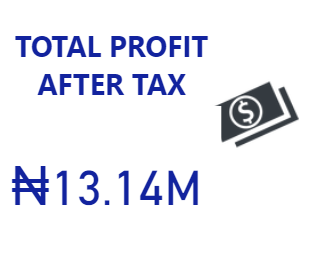 TOTAL PROFIT
AFTER TAX
$
₦13.14M